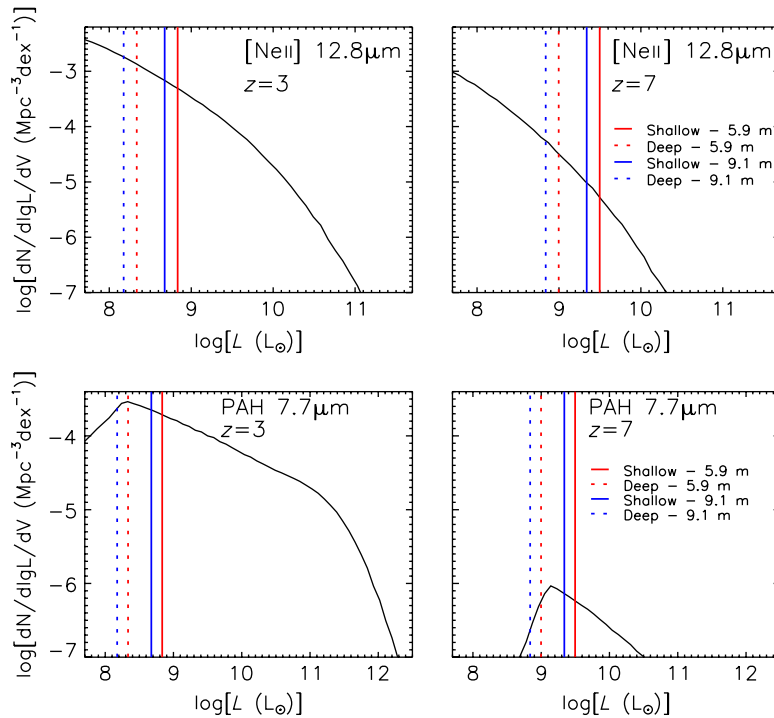 [NeII] 12.8μm
z=3
log[dN/dlgL/dV (Mpc⁻³dex⁻¹)]
-3
-4
-5
-6
-7
8 9 10 11
log[L (L⊙)]
[NeII] 12.8μm
z=7
Shallow - 5.9 m
Deep - 5.9 m
Shallow - 9.1 m
Deep - 9.1 m
8 9 10 11
log[L (L⊙)]
PAH 7.7μm
z=3
log[dN/dlgL/dV (Mpc⁻³dex⁻¹)]
-4
-5
-6
-7
8 9 10 11 12
log[L (L⊙)]
PAH 7.7μm
z=7
Shallow - 5.9 m
Deep - 5.9 m
Shallow - 9.1 m
Deep - 9.1 m
8 9 10 11 12
log[L (L⊙)]